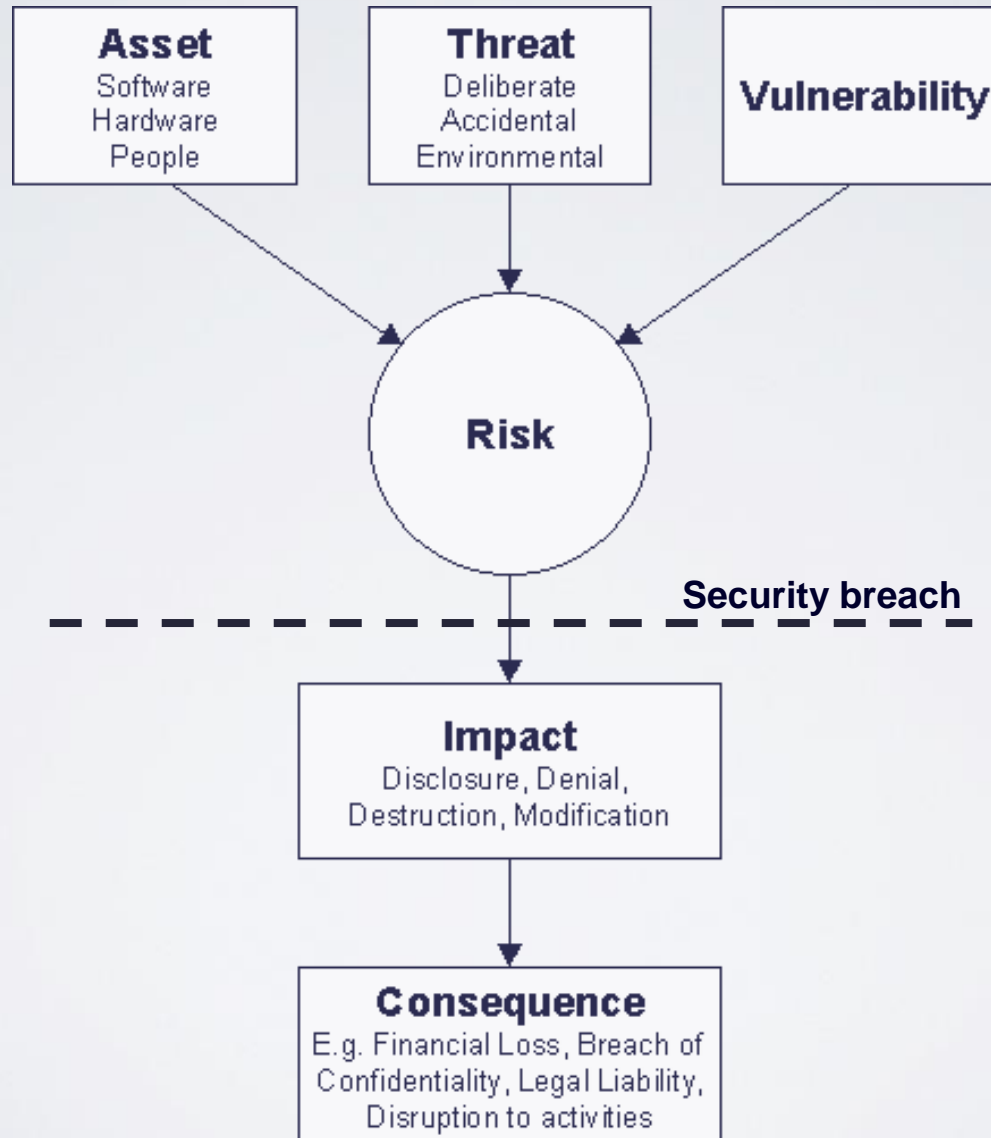 Asset
Software
Hardware
People
Threat
Deliberate
Accidental
Environmental
Vulnerability
Risk
Security breach
Impact
Disclosure, Denial,
Destruction, Modification
Consequence
E.g. Financial Loss, Breach of
Confidentiality, Legal Liability,
Disruption to activities